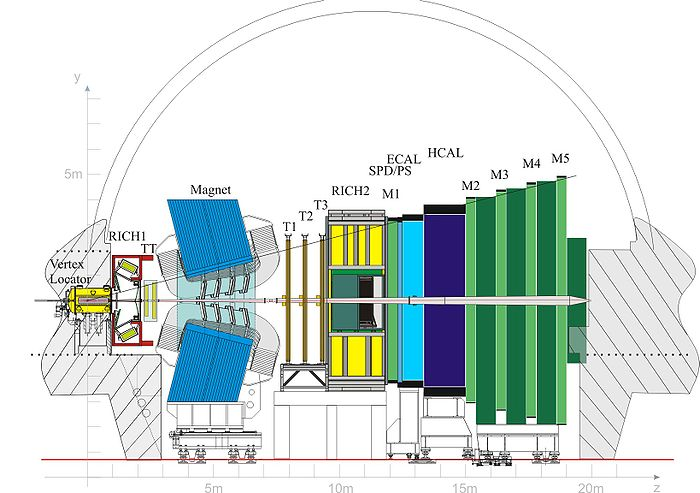 y
5m
M5
M4
HCAL
M3
ECAL
SPD/PS
M2
RICH2
M1
Magnet
T3
T2
T1
RICH1
TT
Vertex
Locator
5m
10m
15m
20m
z